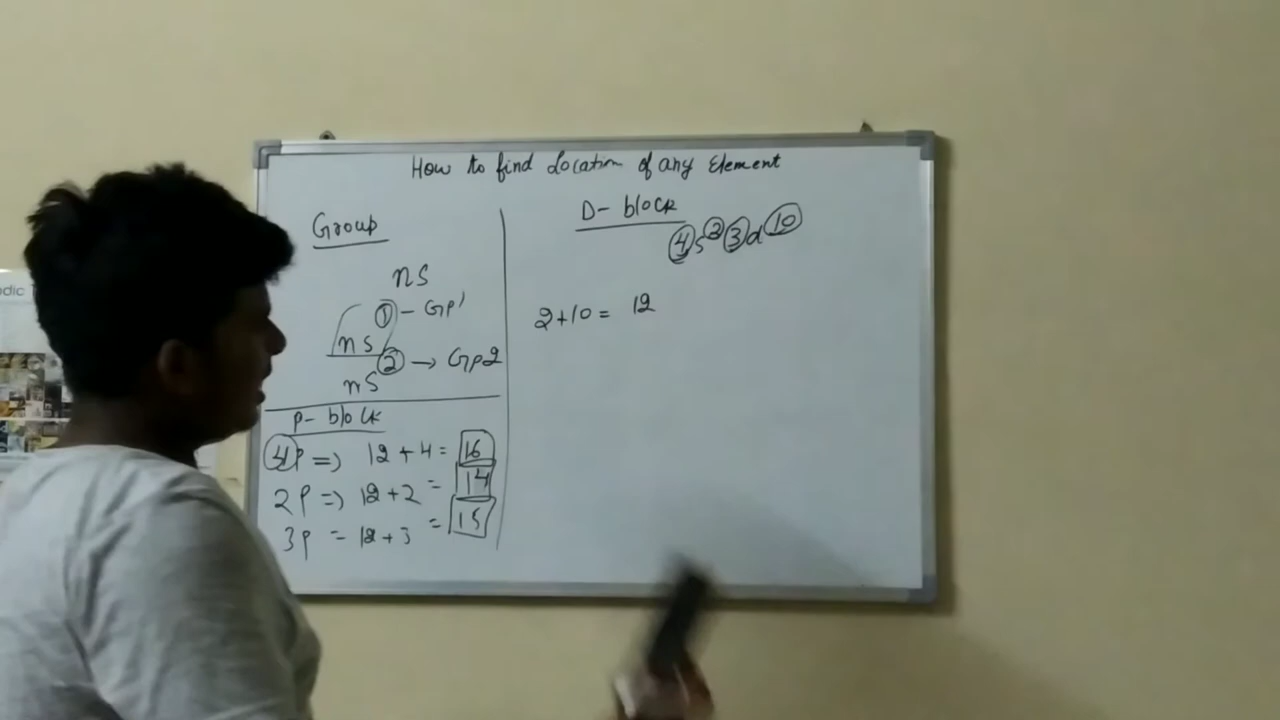 How to find Location of any Element
Group
ns
① - Gp1
ns
② → Gp2
ns
P- block
4p => 12 + 4 = 16
2p => 12 + 2 = 14
3p = 12 + 3 = 15
D- block
4s² 3d¹⁰
2+10 = 12
odic